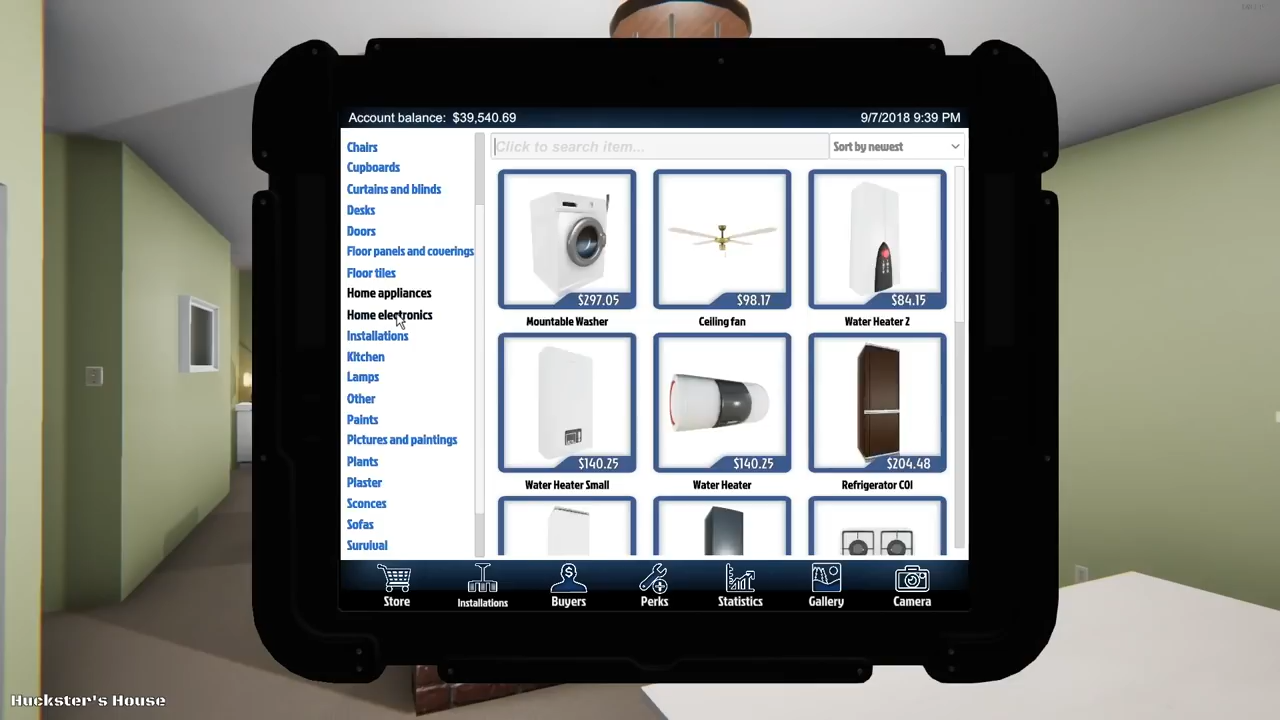 Account balance: $39,540.69
9/7/2018 9:39 PM
Chairs
Cupboards
Curtains and blinds
Desks
Doors
Floor panels and coverings
Floor tiles
Home appliances
Home electronics
Installations
Kitchen
Lamps
Other
Paints
Pictures and paintings
Plants
Plaster
Sconces
Sofas
Survival
Click to search item...
Sort by newest
$297.05
$98.17
$84.15
Mountable Washer
Ceiling fan
Water Heater 2
$140.25
$140.25
$204.48
Water Heater Small
Water Heater
Refrigerator C01
Store
Installations
Buyers
Perks
Statistics
Gallery
Camera
Huckster's House